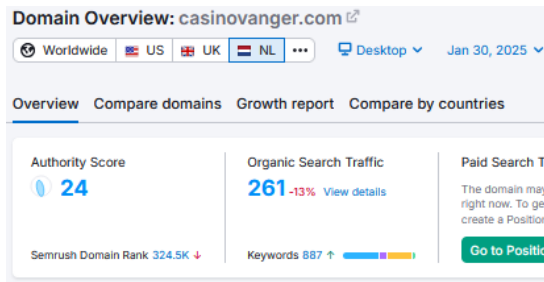 Domain Overview: casinovanger.com
Worldwide US UK NL ... Desktop Jan 30, 2025
Overview Compare domains Growth report Compare by countries
Authority Score
24
Semrush Domain Rank 324.5K ↓
Organic Search Traffic
261 -13% View details
Keywords 887 ↑
Paid Search T
The domain may
right now. To ge
create a Position
Go to Positio